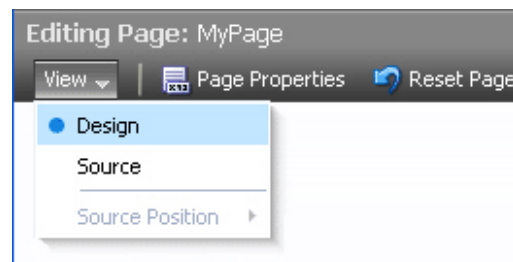 Editing Page: MyPage
View Page Properties Reset Page
Design
Source
Source Position